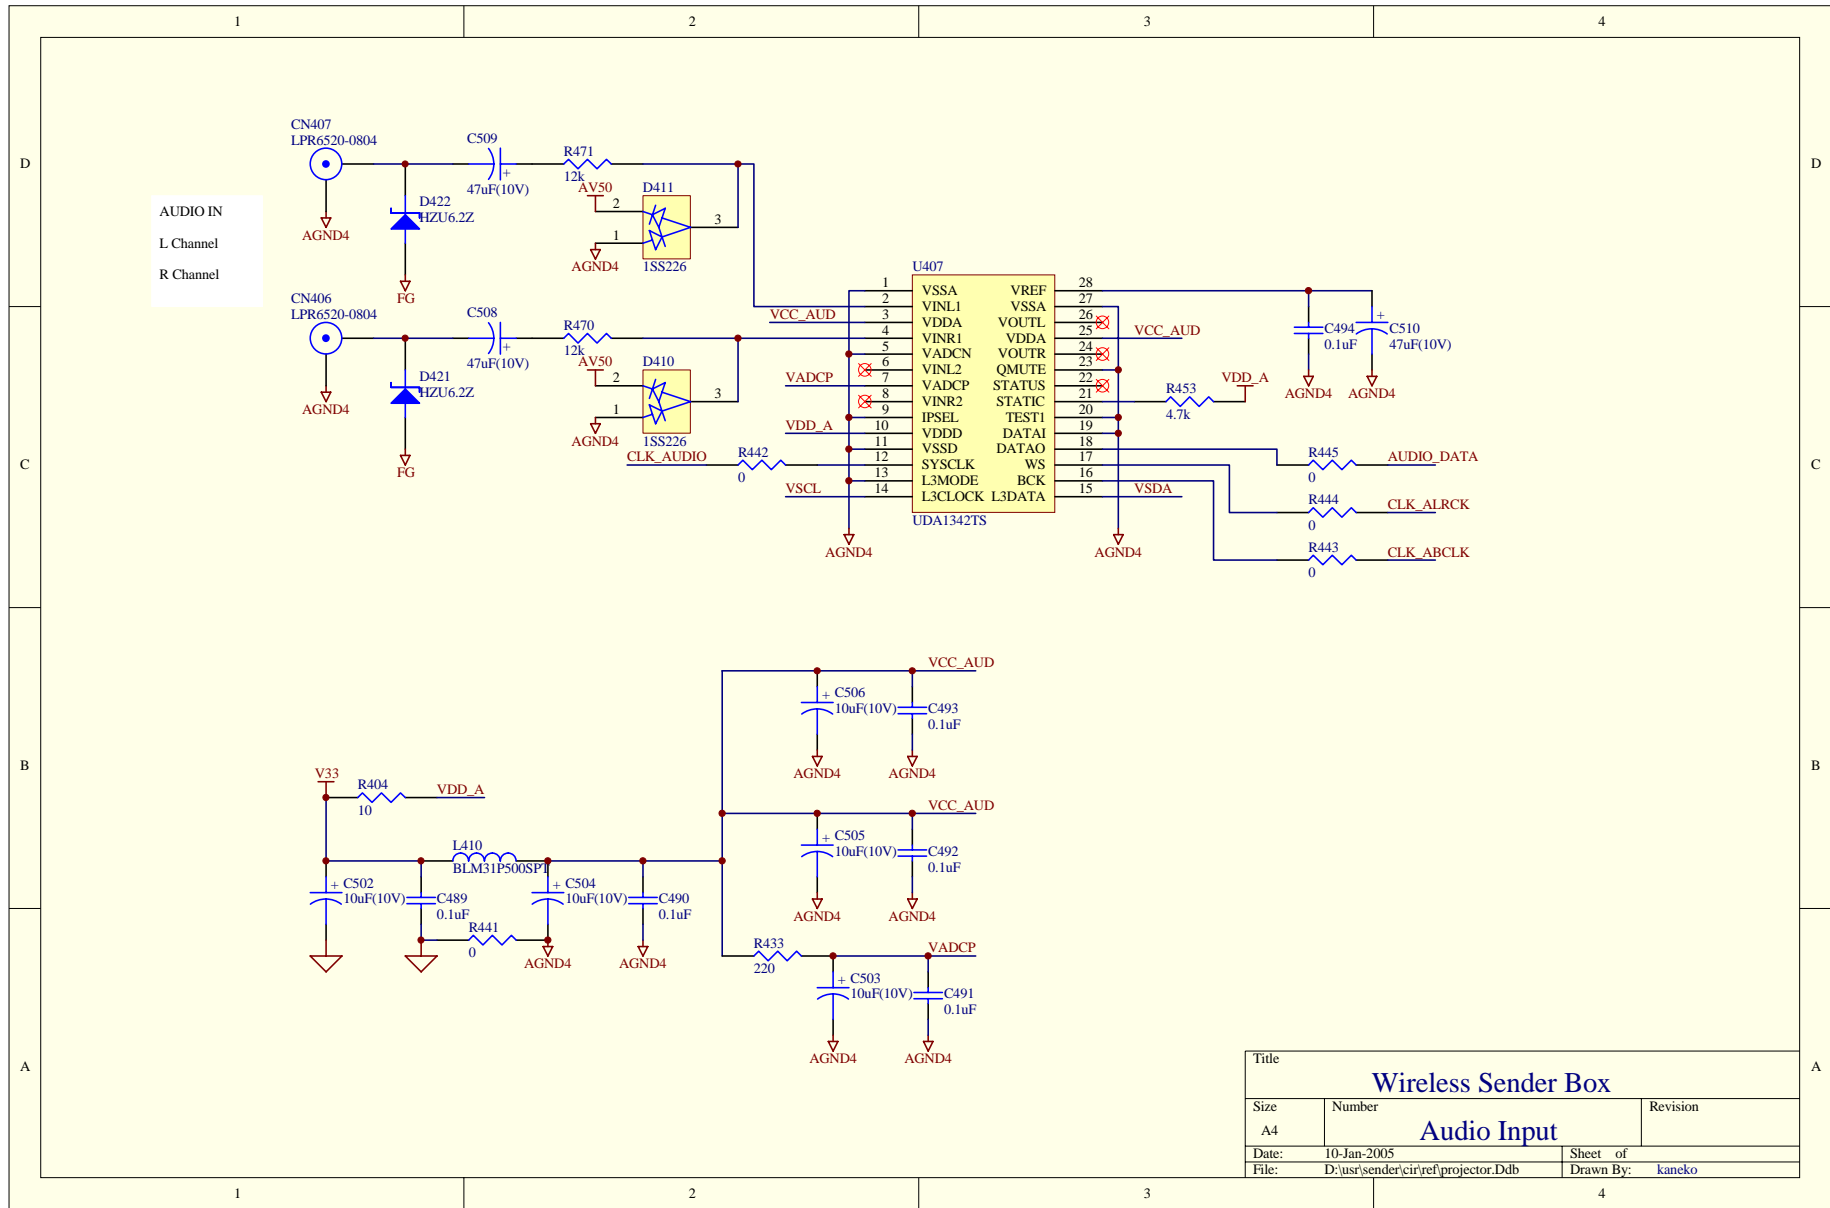 1 2 3 4
D D
C C
B B
A A
1 2 3 4
AUDIO IN
L Channel
R Channel
CN407
LPR6520-0804
AGND4
D422
HZU6.2Z
FG
C509
47uF(10V)
R471
12k
AV50
D411
2
1
3
AGND4
1SS226
CN406
LPR6520-0804
AGND4
D421
HZU6.2Z
FG
C508
47uF(10V)
R470
12k
AV50
D410
2
1
3
AGND4
1SS226
CLK_AUDIO
R442
0
VCC_AUD
VADCP
VDD_A
VSCL
AGND4
U407
1 VSSA VREF 28
2 VINL1 VSSA 27
3 VDDA VOUTL 26
4 VINR1 VDDA 25
5 VADCN VOUTR 24
6 VINL2 QMUTE 23
7 VADCP STATUS 22
8 VINR2 STATIC 21
9 IPSEL TEST1 20
10 VDDD DATAI 19
11 VSSD DATAO 18
12 SYSCLK WS 17
13 L3MODE BCK 16
14 L3CLOCK L3DATA 15
UDA1342TS
VCC_AUD
R453
4.7k
VDD_A
VSDA
AGND4
C494
0.1uF
AGND4
+
C510
47uF(10V)
AGND4
R445
0
AUDIO_DATA
R444
0
CLK_ALRCK
R443
0
CLK_ABCLK
V33
R404
10
VDD_A
L410
BLM31P500SPT
+ C502
10uF(10V)
C489
0.1uF
R441
0
+ C504
10uF(10V)
AGND4
C490
0.1uF
AGND4
VCC_AUD
+ C506
10uF(10V)
AGND4
C493
0.1uF
AGND4
VCC_AUD
+ C505
10uF(10V)
AGND4
C492
0.1uF
AGND4
R433
220
VADCP
+ C503
10uF(10V)
AGND4
C491
0.1uF
AGND4
Title
Wireless Sender Box
Size Number Revision
A4 Audio Input
Date: 10-Jan-2005 Sheet of
File: D:\usr\sender\cir\ref\projector.Ddb Drawn By: kaneko